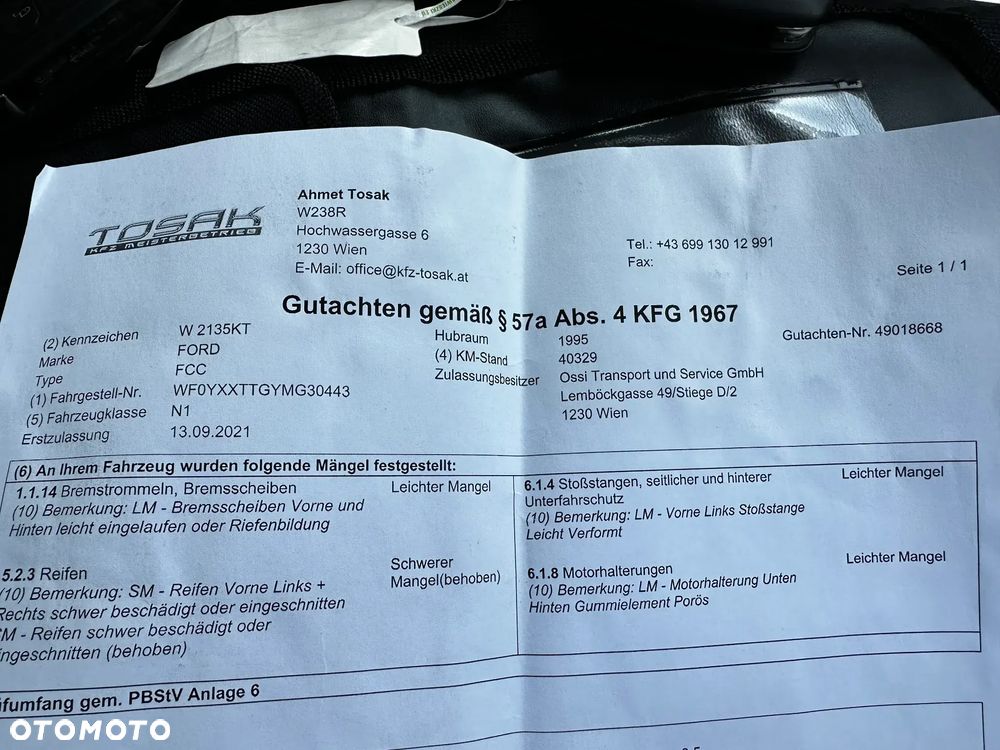 TOSAK
KFZ MEISTERBETRIEB
Ahmet Tosak
W238R
Hochwassergasse 6
1230 Wien
E-Mail: office@kfz-tosak.at
Tel.: +43 699 130 12 991
Fax:
Seite 1 / 1
Gutachten gemäß § 57a Abs. 4 KFG 1967
(2) Kennzeichen W 2135KT
Marke FORD
Type FCC
(1) Fahrgestell-Nr. WF0YXXTTGYMG30443
(5) Fahrzeugklasse N1
Erstzulassung 13.09.2021
Hubraum 1995
(4) KM-Stand 40329
Zulassungsbesitzer Ossi Transport und Service GmbH
Lemböckgasse 49/Stiege D/2
1230 Wien
Gutachten-Nr. 49018668
(6) An Ihrem Fahrzeug wurden folgende Mängel festgestellt:
1.1.14 Bremstrommeln, Bremsscheiben Leichter Mangel
(10) Bemerkung: LM - Bremsscheiben Vorne und
Hinten leicht eingelaufen oder Riefenbildung
5.2.3 Reifen Schwerer
Mangel(behoben)
(10) Bemerkung: SM - Reifen Vorne Links +
Rechts schwer beschädigt oder eingeschnitten
SM - Reifen schwer beschädigt oder
ingeschnitten (behoben)
6.1.4 Stoßstangen, seitlicher und hinterer Leichter Mangel
Unterfahrschutz
(10) Bemerkung: LM - Vorne Links Stoßstange
Leicht Verformt
6.1.8 Motorhalterungen Leichter Mangel
(10) Bemerkung: LM - Motorhalterung Unten
Hinten Gummielement Porös
üfumfang gem. PBStV Anlage 6
OTOMOTO